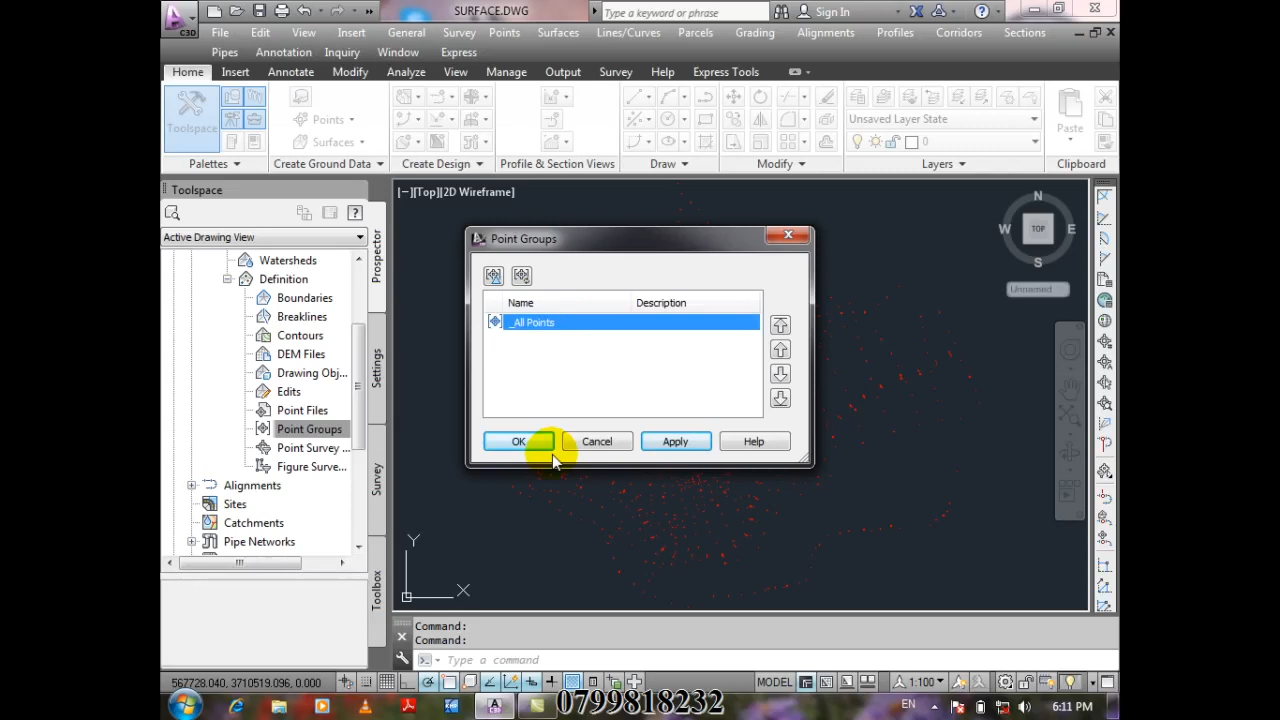 SURFACE.DWG
Type a keyword or phrase
Sign In
C3D
File Edit View Insert General Survey Points Surfaces Lines/Curves Parcels Grading Alignments Profiles Corridors Sections
Pipes Annotation Inquiry Window Express
Home Insert Annotate Modify Analyze View Manage Output Survey Help Express Tools
Toolspace
Points
Surfaces
Unsaved Layer State
0
Paste
Palettes Create Ground Data Create Design Profile & Section Views Draw Modify Layers Clipboard
Toolspace
Active Drawing View
Watersheds
Definition
Boundaries
Breaklines
Contours
DEM Files
Drawing Obj...
Edits
Point Files
Point Groups
Point Survey ...
Figure Surve...
Alignments
Sites
Catchments
Pipe Networks
Prospector
Settings
Survey
Toolbox
[−][Top][2D Wireframe]
N
W TOP E
S
Unnamed
Point Groups
Name Description
_All Points
OK Cancel Apply Help
Y
X
Command:
Command:
Type a command
567728.040, 3710519.096, 0.000
MODEL
1:100
0799818232
EN
6:11 PM